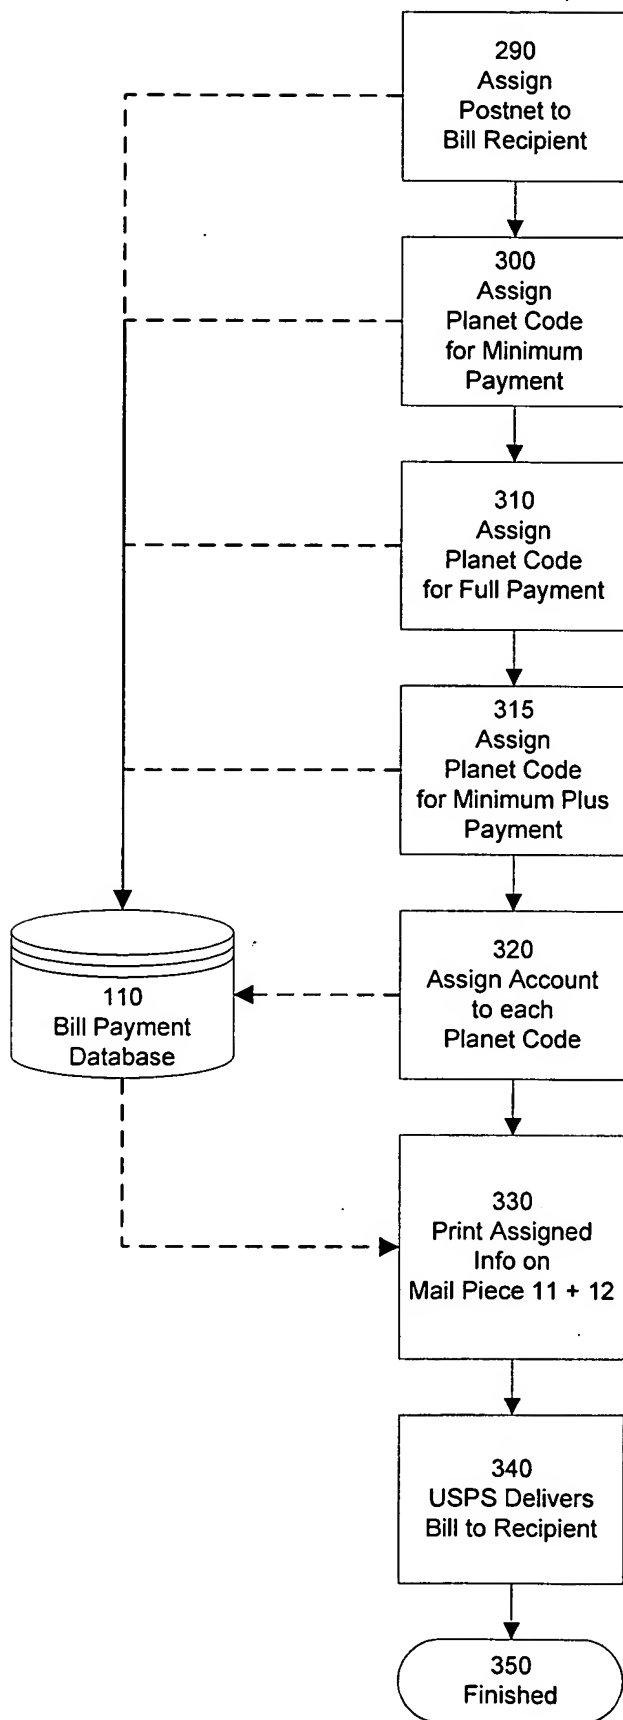 290
Assign
Postnet to
Bill Recipient
300
Assign
Planet Code
for Minimum
Payment
310
Assign
Planet Code
for Full Payment
315
Assign
Planet Code
for Minimum Plus
Payment
110
Bill Payment
Database
320
Assign Account
to each
Planet Code
330
Print Assigned
Info on
Mail Piece 11 + 12
340
USPS Delivers
Bill to Recipient
350
Finished